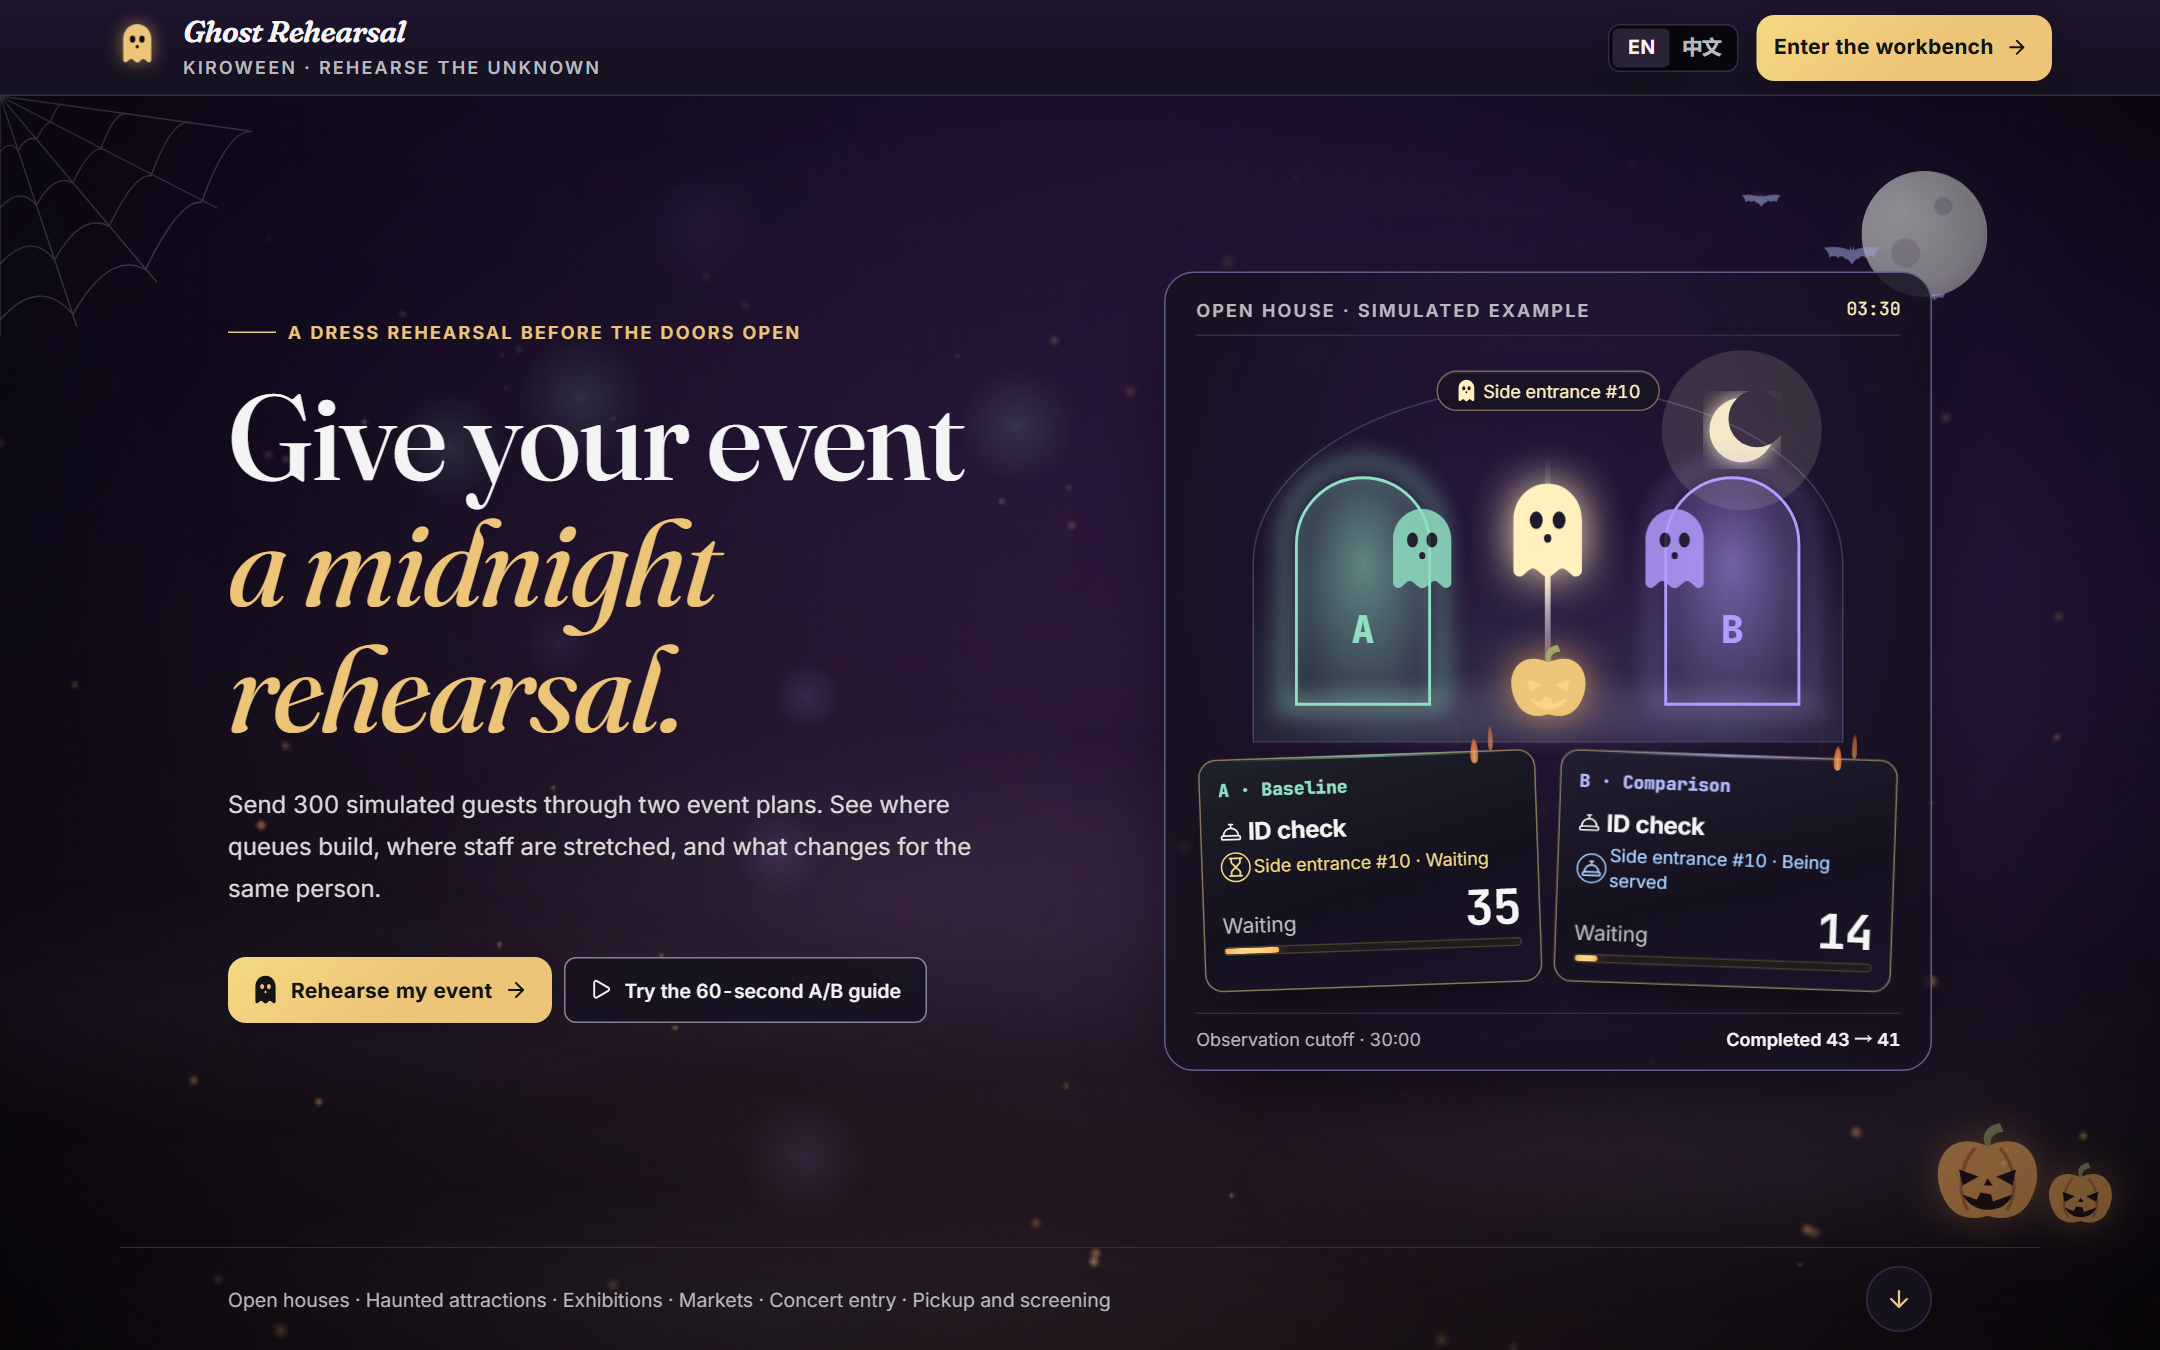 Ghost Rehearsal
KIROWEEN · REHEARSE THE UNKNOWN
EN 中文
Enter the workbench →
A DRESS REHEARSAL BEFORE THE DOORS OPEN
Give your event
a midnight
rehearsal.
Send 300 simulated guests through two event plans. See where
queues build, where staff are stretched, and what changes for the
same person.
Rehearse my event →
Try the 60-second A/B guide
OPEN HOUSE · SIMULATED EXAMPLE
03:30
Side entrance #10
A
B
A · Baseline
ID check
Side entrance #10 · Waiting
Waiting 35
B · Comparison
ID check
Side entrance #10 · Being
served
Waiting 14
Observation cutoff · 30:00
Completed 43 → 41
Open houses · Haunted attractions · Exhibitions · Markets · Concert entry · Pickup and screening